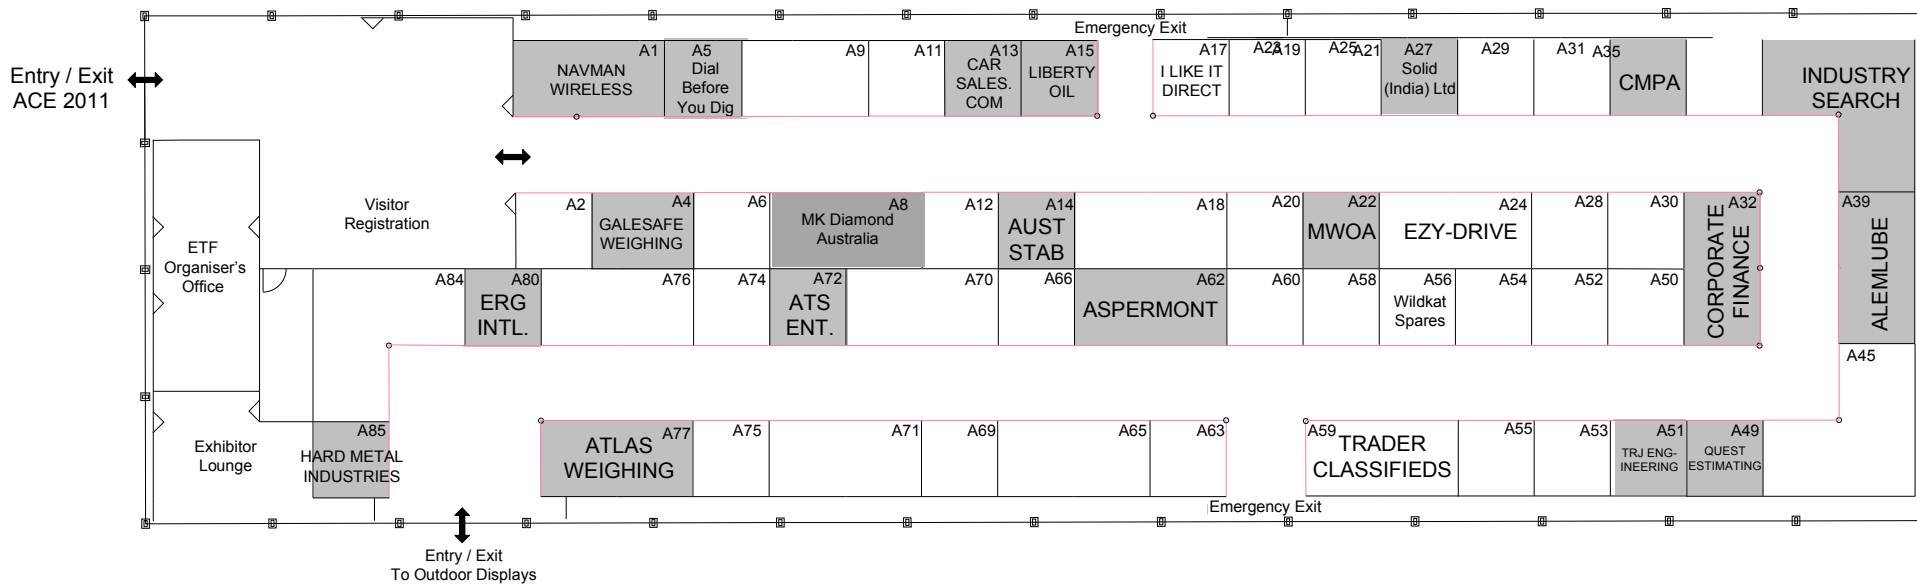 Emergency Exit
Entry / Exit
ACE 2011
A1
NAVMAN
WIRELESS
A5
Dial
Before
You Dig
A9
A11
A13
CAR
SALES.
COM
A15
LIBERTY
OIL
A17
I LIKE IT
DIRECT
A23
A19
A25
A21
A27
Solid
(India) Ltd
A29
A31
A35
CMPA
INDUSTRY
SEARCH
Visitor
Registration
ETF
Organiser's
Office
A2
A4
GALESAFE
WEIGHING
A6
A8
MK Diamond
Australia
A12
A14
AUST
STAB
A18
A20
A22
MWOA
A24
EZY-DRIVE
A28
A30
A32
CORPORATE
FINANCE
A39
ALEMLUBE
A84
A80
ERG
INTL.
A76
A74
A72
ATS
ENT.
A70
A66
A62
ASPERMONT
A60
A58
A56
Wildkat
Spares
A54
A52
A50
A45
Exhibitor
Lounge
A85
HARD METAL
INDUSTRIES
A77
ATLAS
WEIGHING
A75
A71
A69
A65
A63
A59
TRADER
CLASSIFIEDS
A55
A53
A51
TRJ ENG-
INEERING
A49
QUEST
ESTIMATING
Emergency Exit
Entry / Exit
To Outdoor Displays